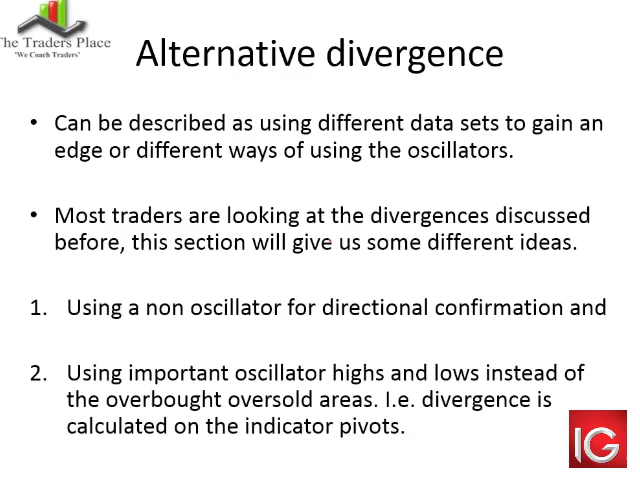 The Traders Place
'We Coach Traders'
Alternative divergence
• Can be described as using different data sets to gain an
edge or different ways of using the oscillators.
• Most traders are looking at the divergences discussed
before, this section will give us some different ideas.
1. Using a non oscillator for directional confirmation and
2. Using important oscillator highs and lows instead of
the overbought oversold areas. I.e. divergence is
calculated on the indicator pivots.
IG